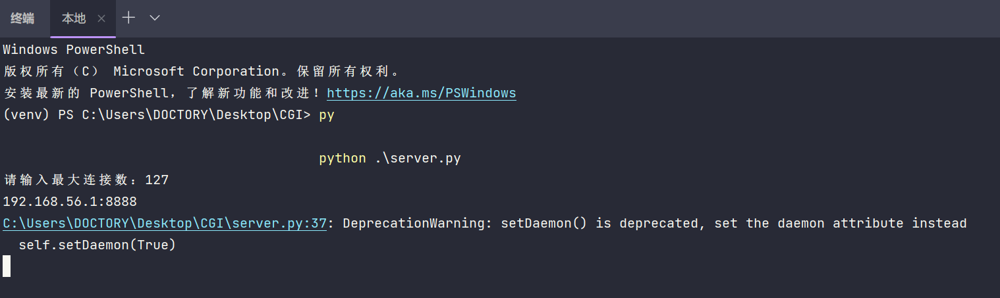 终端 本地
Windows PowerShell
版权所有（C） Microsoft Corporation。保留所有权利。
安装最新的 PowerShell，了解新功能和改进！https://aka.ms/PSWindows
(venv) PS C:\Users\DOCTORY\Desktop\CGI> py
python .\server.py
请输入最大连接数：127
192.168.56.1:8888
C:\Users\DOCTORY\Desktop\CGI\server.py:37: DeprecationWarning: setDaemon() is deprecated, set the daemon attribute instead
self.setDaemon(True)